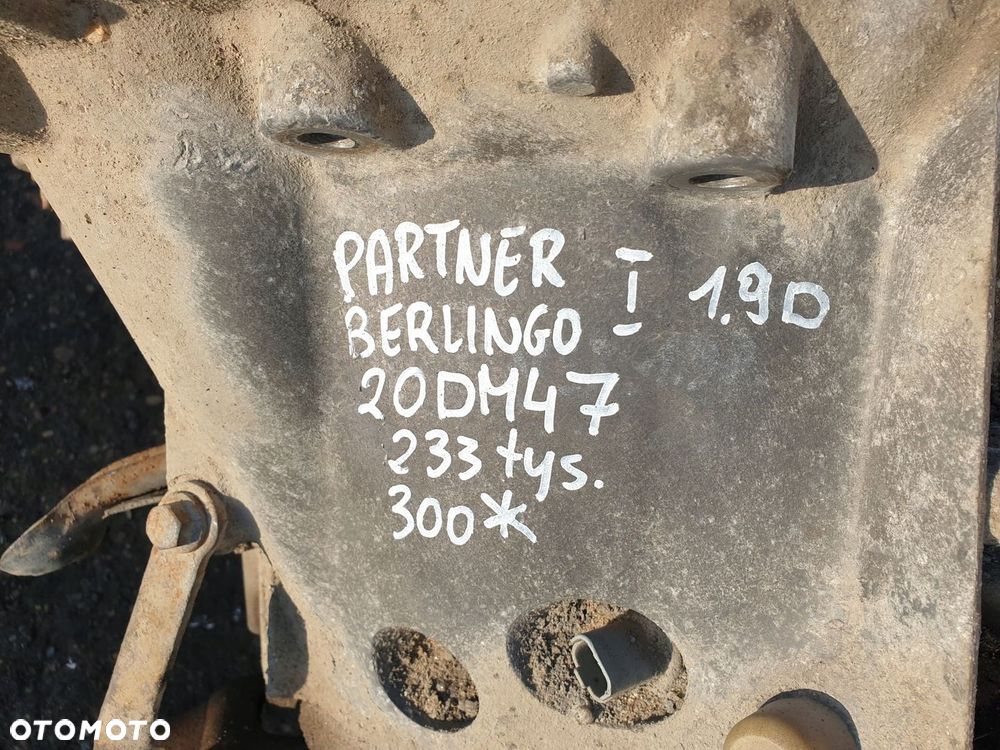 PARTNER I 1.9D
BERLINGO
20DM47
233 tys.
300*
OTOMOTO